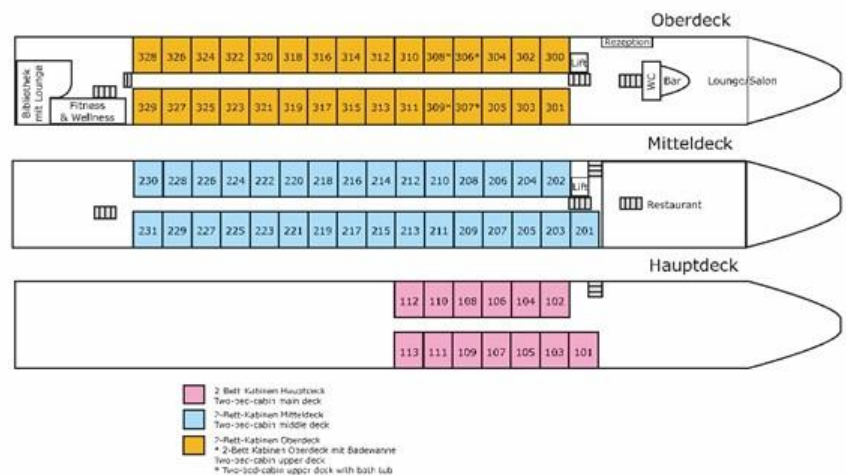 Oberdeck
Rezeption
328 326 324 322 320 318 316 314 312 310 308* 306* 304 302 300
Lift
Bibliothek
mit Lounge
Fitness
& Wellness
WC
Bar
Lounge/Salon
329 327 325 323 321 319 317 315 313 311 309* 307* 305 303 301
Mitteldeck
230 228 226 224 222 220 218 216 214 212 210 208 206 204 202
Lift
Restaurant
231 229 227 225 223 221 219 217 215 213 211 209 207 205 203 201
Hauptdeck
112 110 108 106 104 102
113 111 109 107 105 103 101
2-Bett-Kabinen Hauptdeck
Two-bed-cabin main deck
2-Bett-Kabinen Mitteldeck
Two-bed-cabin middle deck
2-Bett-Kabinen Oberdeck
* 2-Bett Kabinen Oberdeck mit Badewanne
Two-bed-cabin upper deck
* Two-bed-cabin upper deck with bath tub